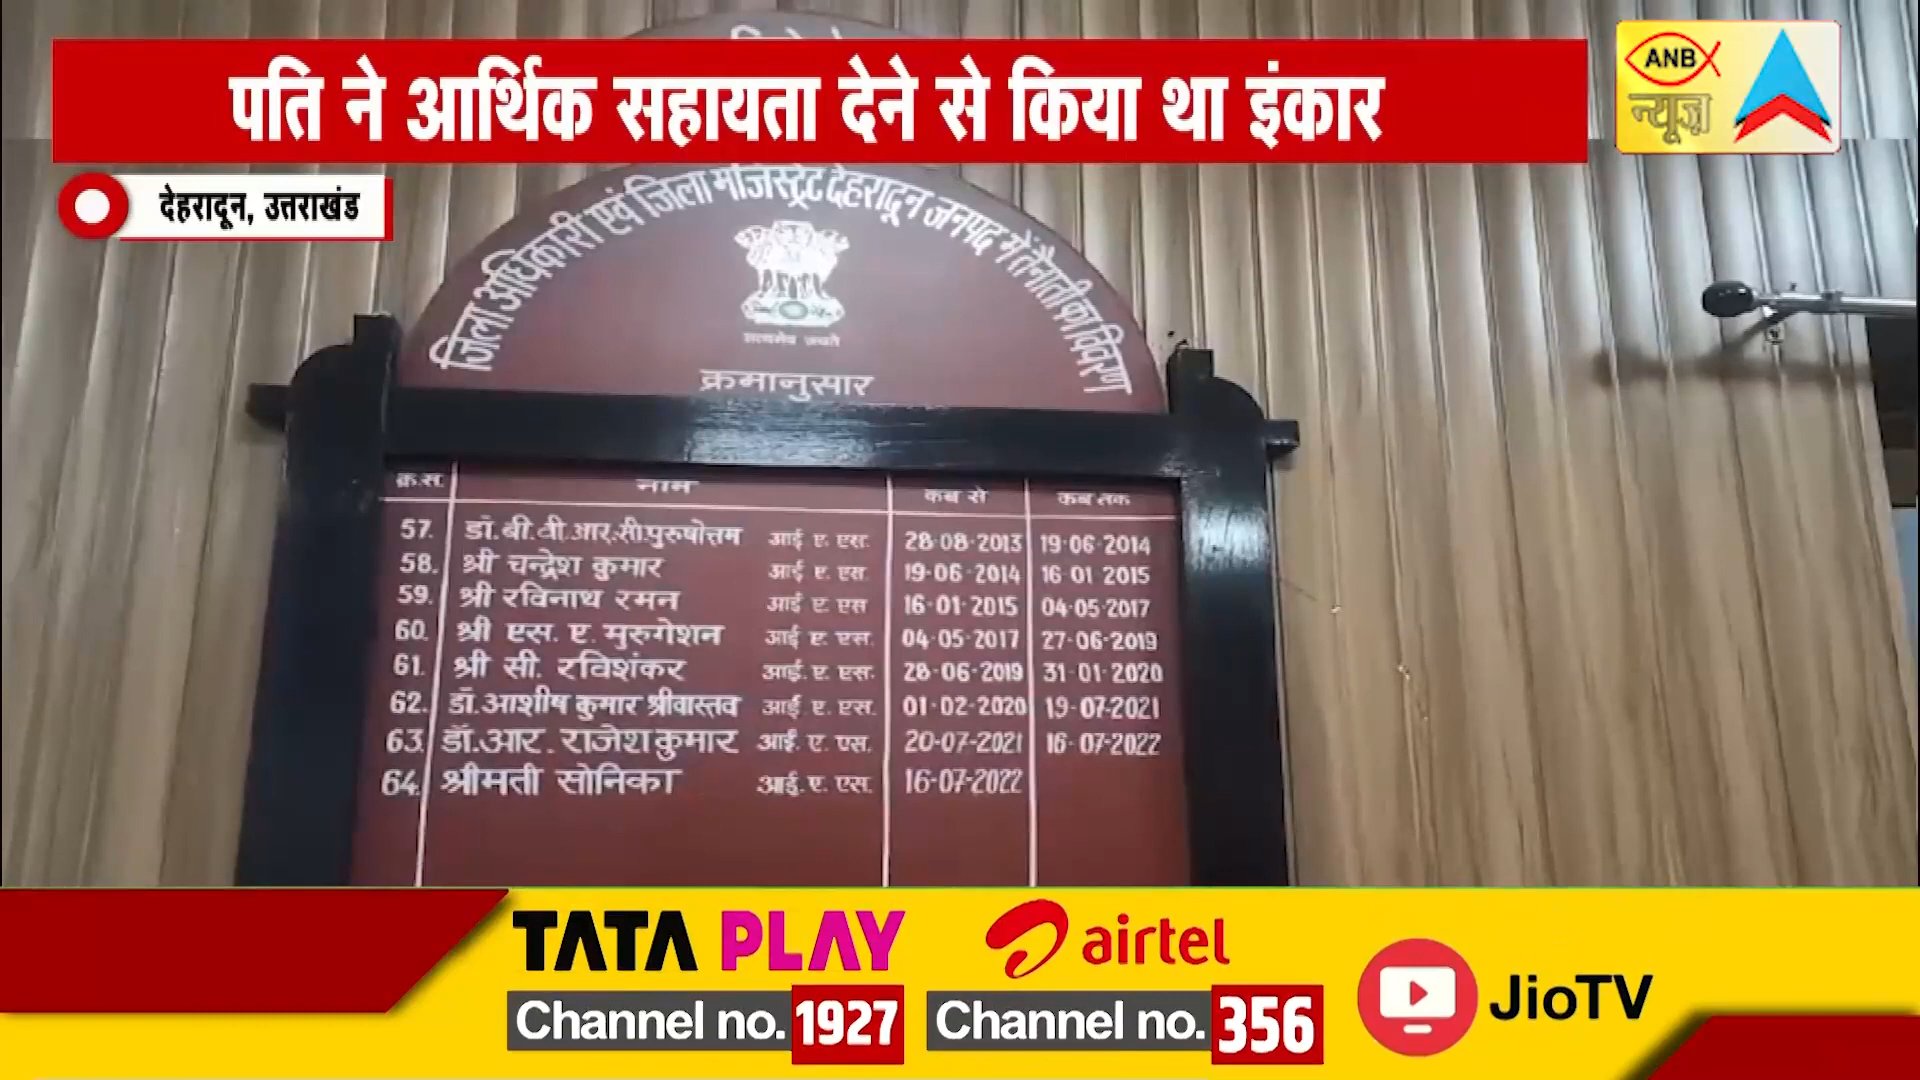 पति ने आर्थिक सहायता देने से किया था इंकार
ANB
न्यूज़
देहरादून, उत्तराखंड
जिला अधिकारी एवं जिला मजिस्ट्रेट देहरादून जनपद में तैनाती का विवरण
सत्यमेव जयते
क्रमानुसार
क्र.स. नाम कब से कब तक
57. डॉ. बी. वी. आर. सी. पुरुषोत्तम आई. ए. एस. 28-08-2013 19-06-2014
58. श्री चन्द्रेश कुमार आई ए. एस. 19-06-2014 16-01-2015
59. श्री रविनाथ रमन आई ए एस 16-01-2015 04-05-2017
60. श्री एस. ए. मुरुगेशन आई ए. एस. 04-05-2017 27-06-2019
61. श्री सी. रविशंकर आई. ए. एस. 28-06-2019 31-01-2020
62. डॉ. आशीष कुमार श्रीवास्तव आई. ए. एस. 01-02-2020 19-07-2021
63. डॉ. आर. राजेश कुमार आई. ए. एस. 20-07-2021 16-07-2022
64. श्रीमती सोनिका आई. ए. एस. 16-07-2022
TATA PLAY
Channel no. 1927
airtel
Channel no. 356
JioTV